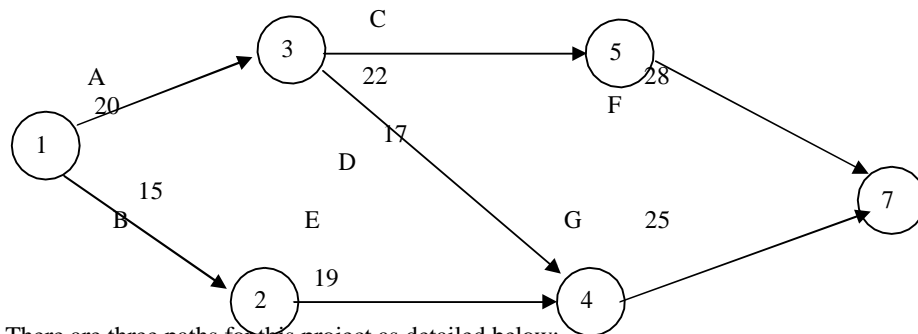 C
3
5
A
22
28
20
F
17
1
D
15
7
B
E
G
25
19
2
4
There are three paths for this project as detailed below: